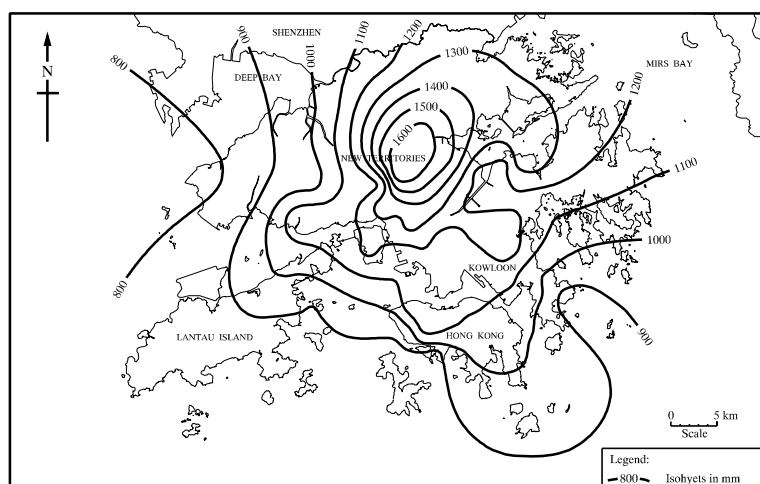 SHENZHEN
900
1100
1200
800
1000
1300
MIRS BAY
N
DEEP BAY
1400
1200
1500
1600
NEW TERRITORIES
1100
1000
KOWLOON
800
900
LANTAU ISLAND
HONG KONG
0 5 km
Scale
Legend:
800 Isohyets in mm